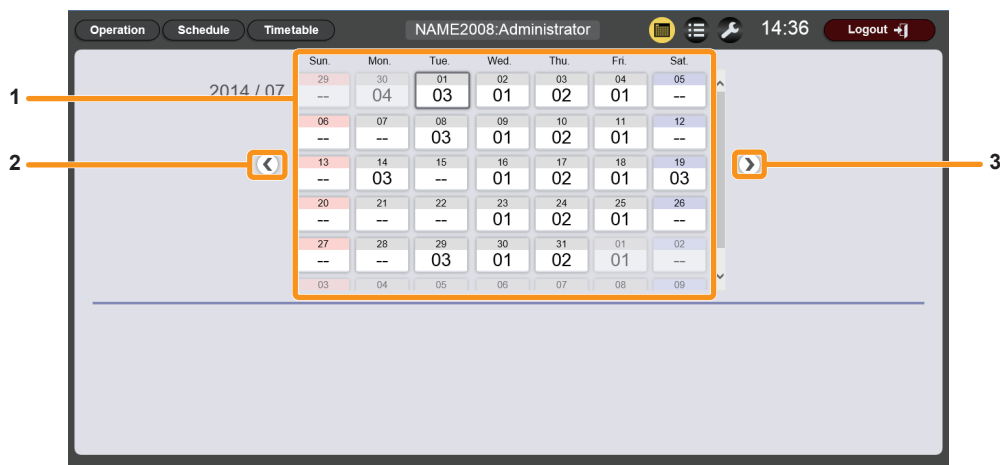 Operation Schedule Timetable NAME2008:Administrator 14:36 Logout
Sun. Mon. Tue. Wed. Thu. Fri. Sat.
2014 / 07
29 30 01 02 03 04 05
-- 04 03 01 02 01 --
1
06 07 08 09 10 11 12
-- -- 03 01 02 01 --
2
13 14 15 16 17 18 19
-- 03 -- 01 02 01 03
3
20 21 22 23 24 25 26
-- -- -- 01 02 01 --
27 28 29 30 31 01 02
-- -- 03 01 02 01 --
03 04 05 06 07 08 09